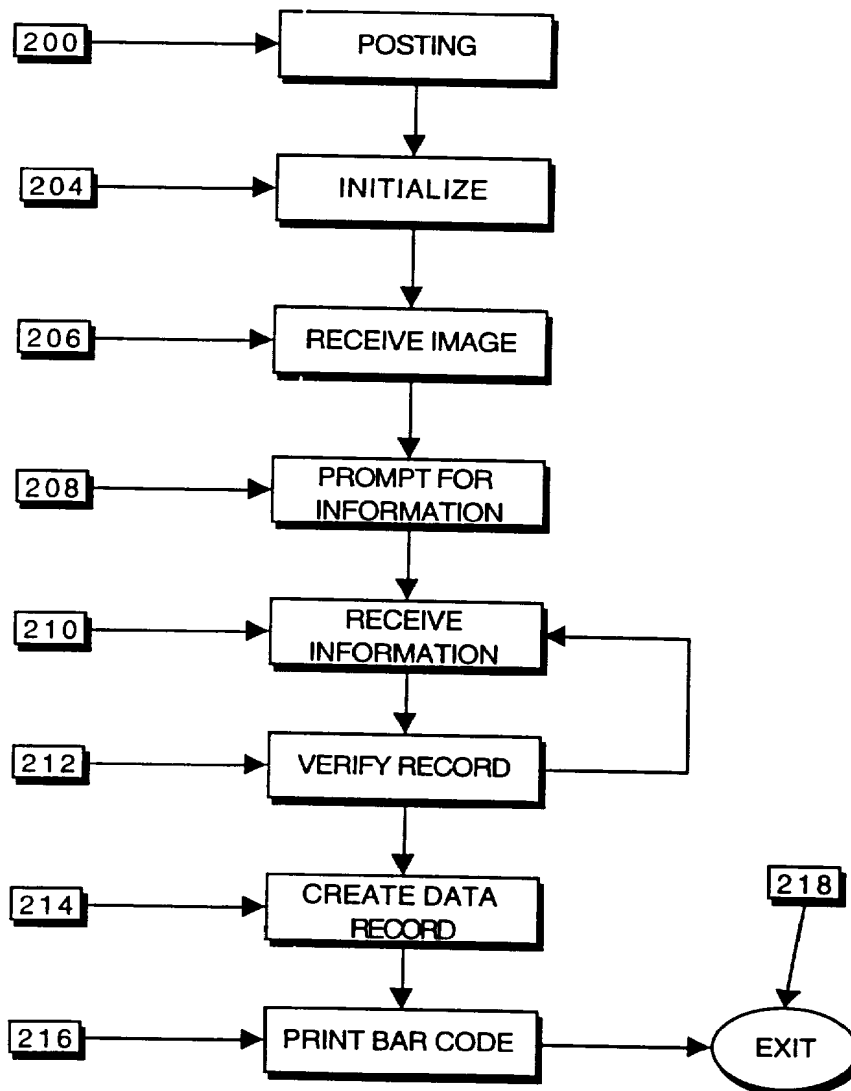 200
POSTING
204
INITIALIZE
206
RECEIVE IMAGE
208
PROMPT FOR
INFORMATION
210
RECEIVE
INFORMATION
212
VERIFY RECORD
214
CREATE DATA
RECORD
218
216
PRINT BAR CODE
EXIT